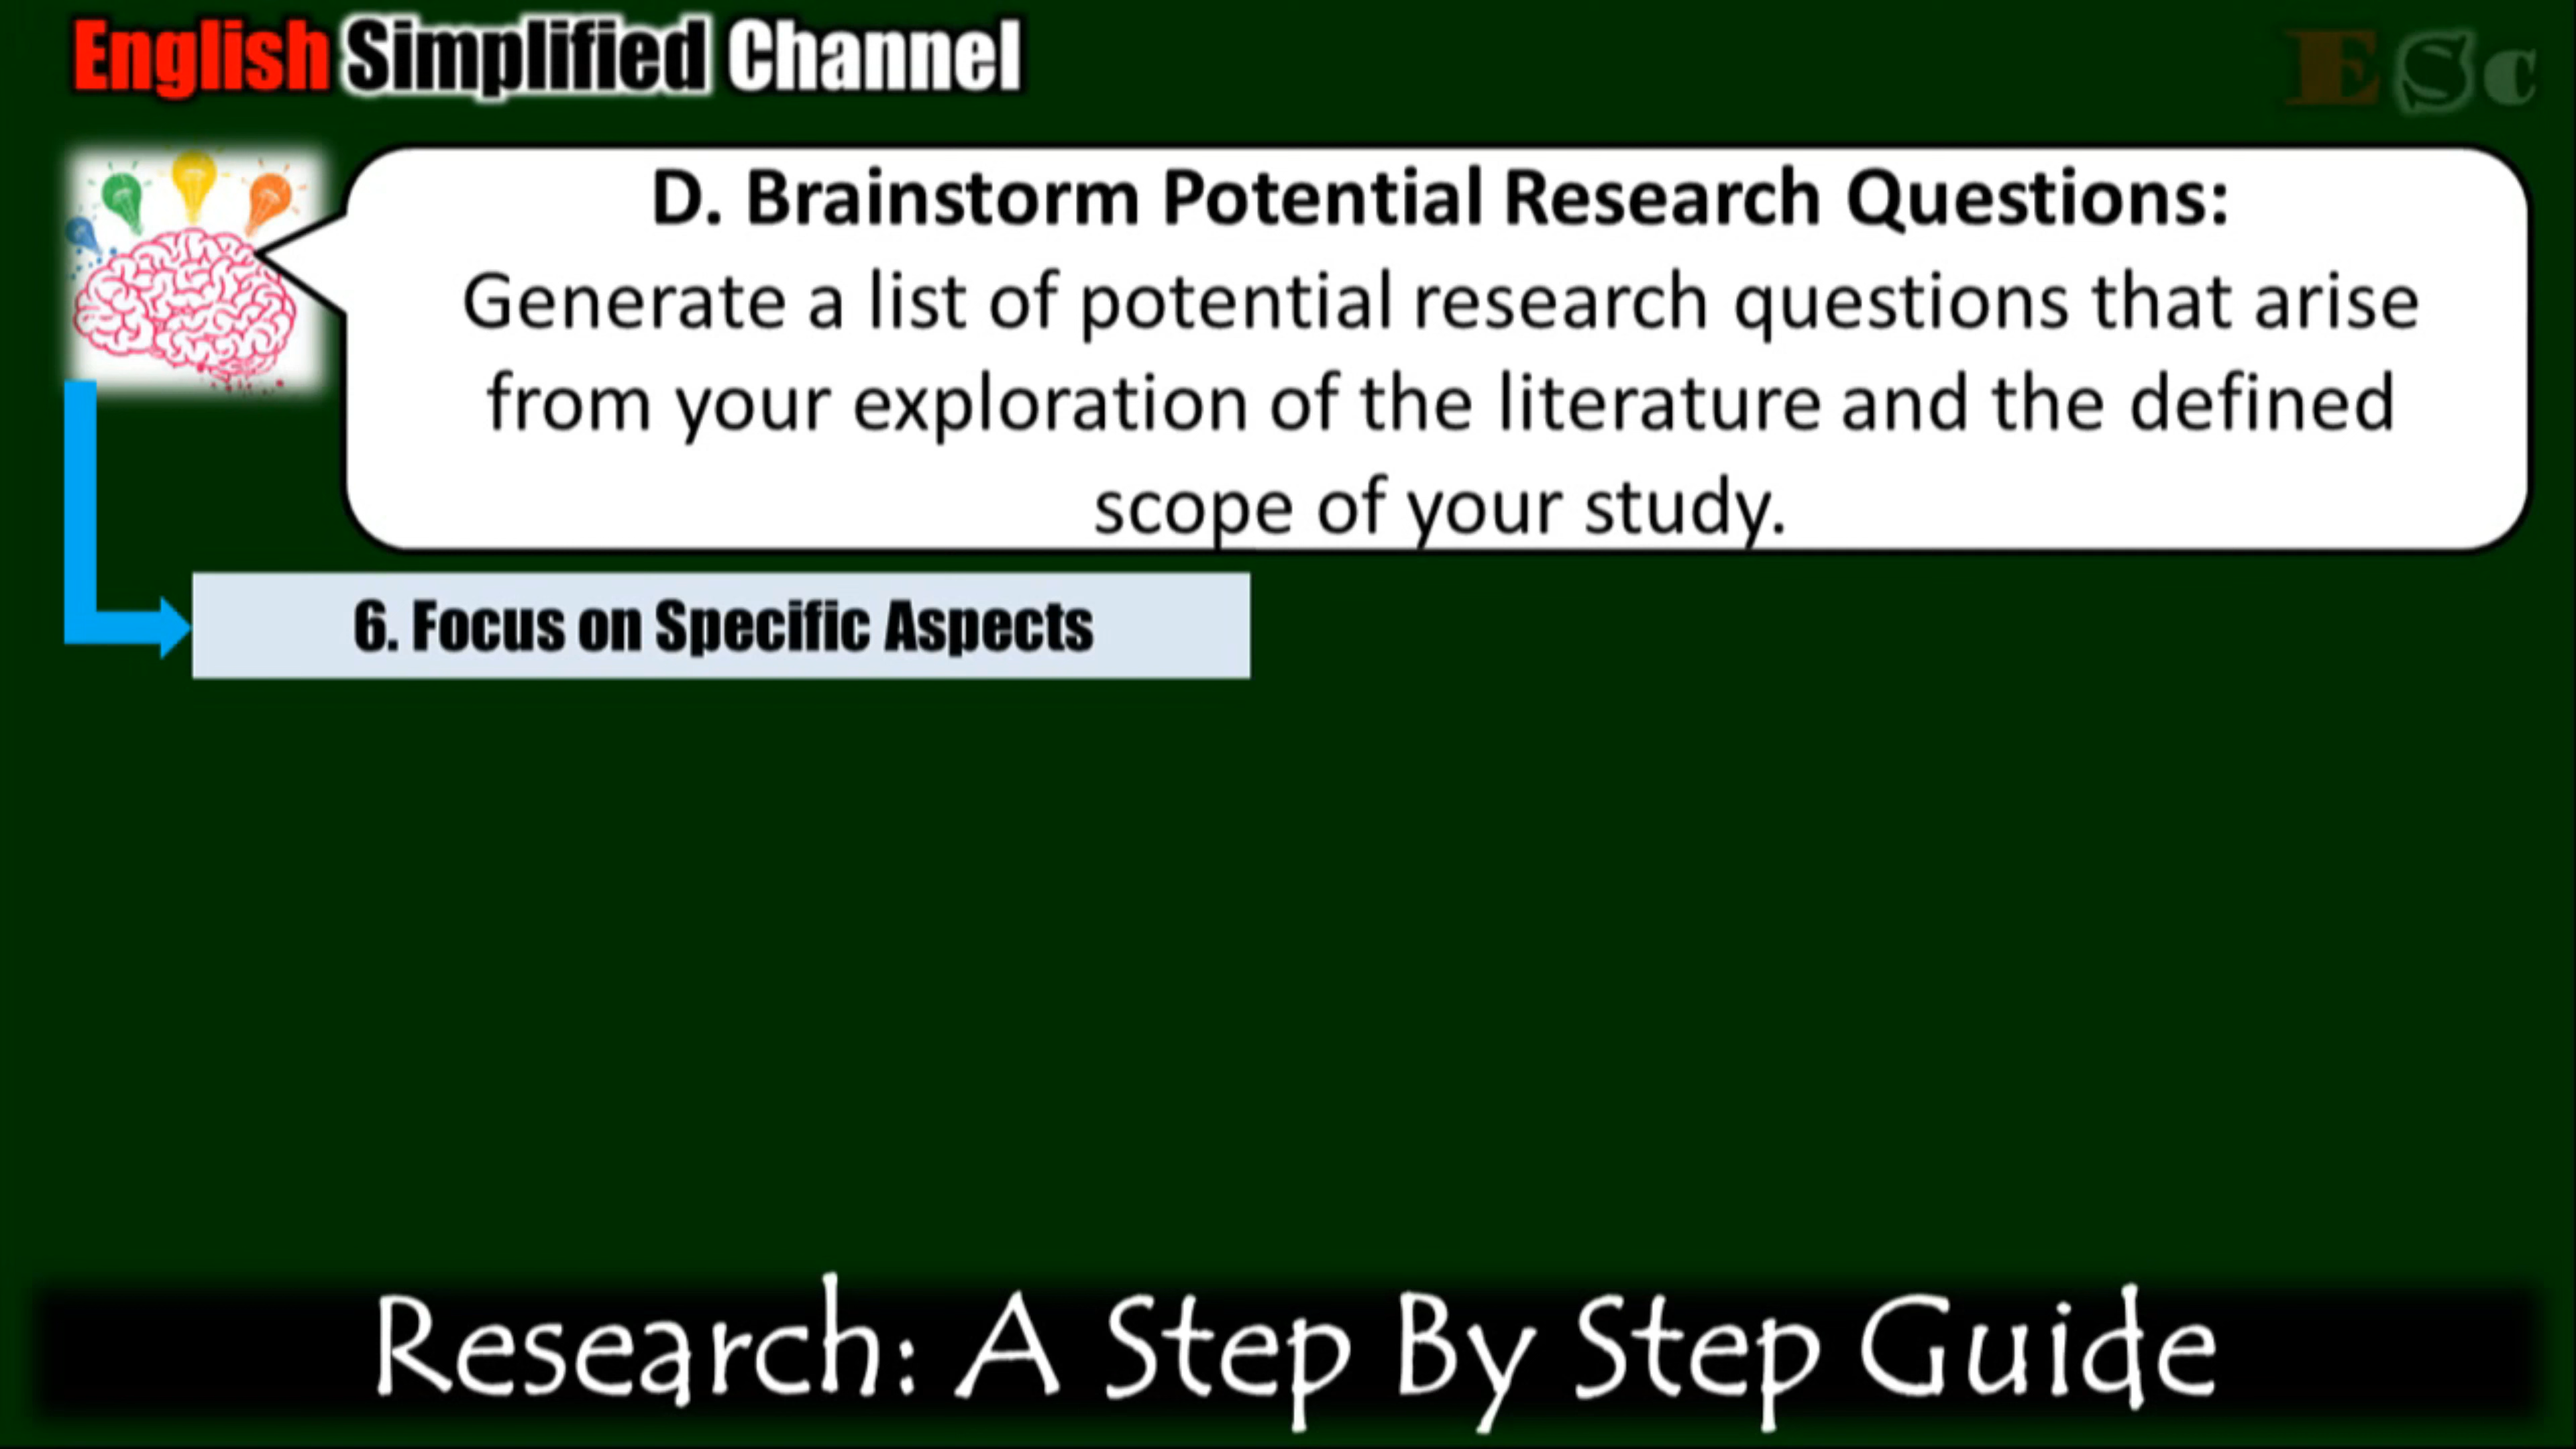 English Simplified Channel
ESc
D. Brainstorm Potential Research Questions:
Generate a list of potential research questions that arise
from your exploration of the literature and the defined
scope of your study.
6. Focus on Specific Aspects
Research: A Step By Step Guide